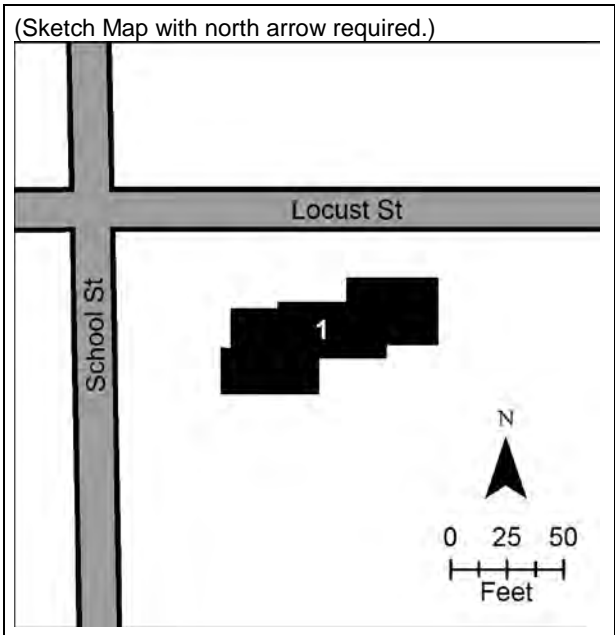 (Sketch Map with north arrow required.)
Locust St
School St
1
N
0 25 50
Feet